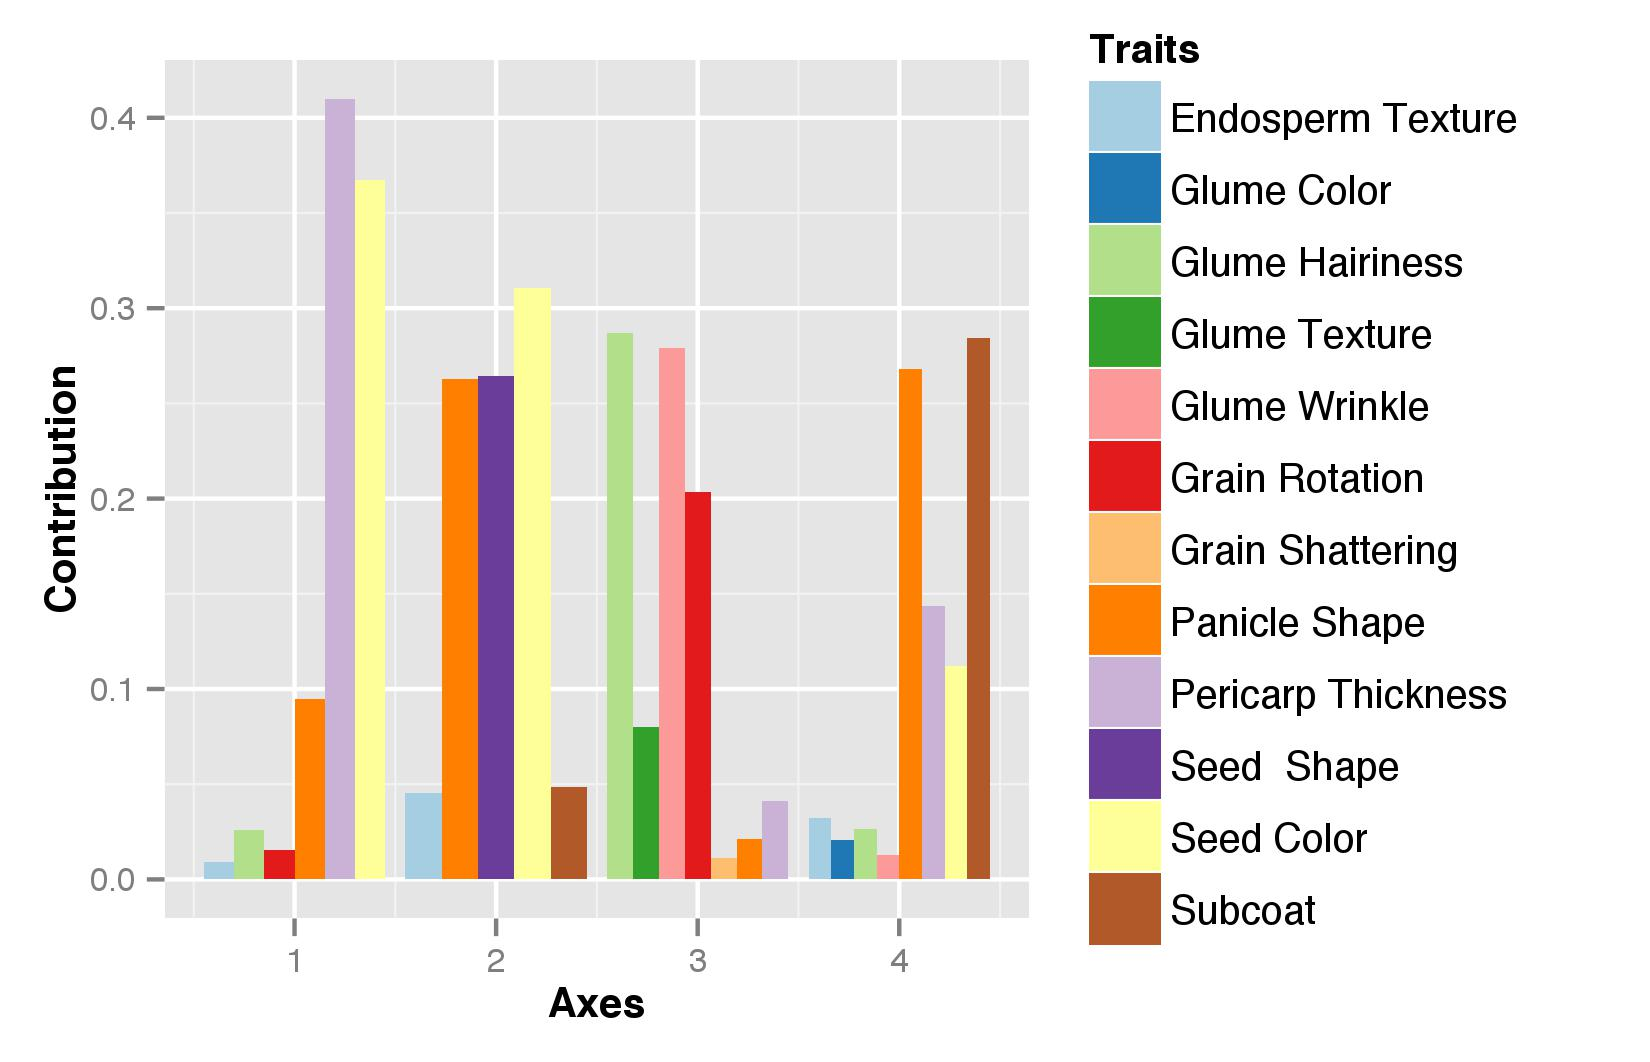 Traits
Endosperm Texture
Glume Color
Glume Hairiness
Glume Texture
Glume Wrinkle
Grain Rotation
Grain Shattering
Panicle Shape
Pericarp Thickness
Seed  Shape
Seed Color
Subcoat
Contribution
0.4
0.3
0.2
0.1
0.0
1 2 3 4
Axes